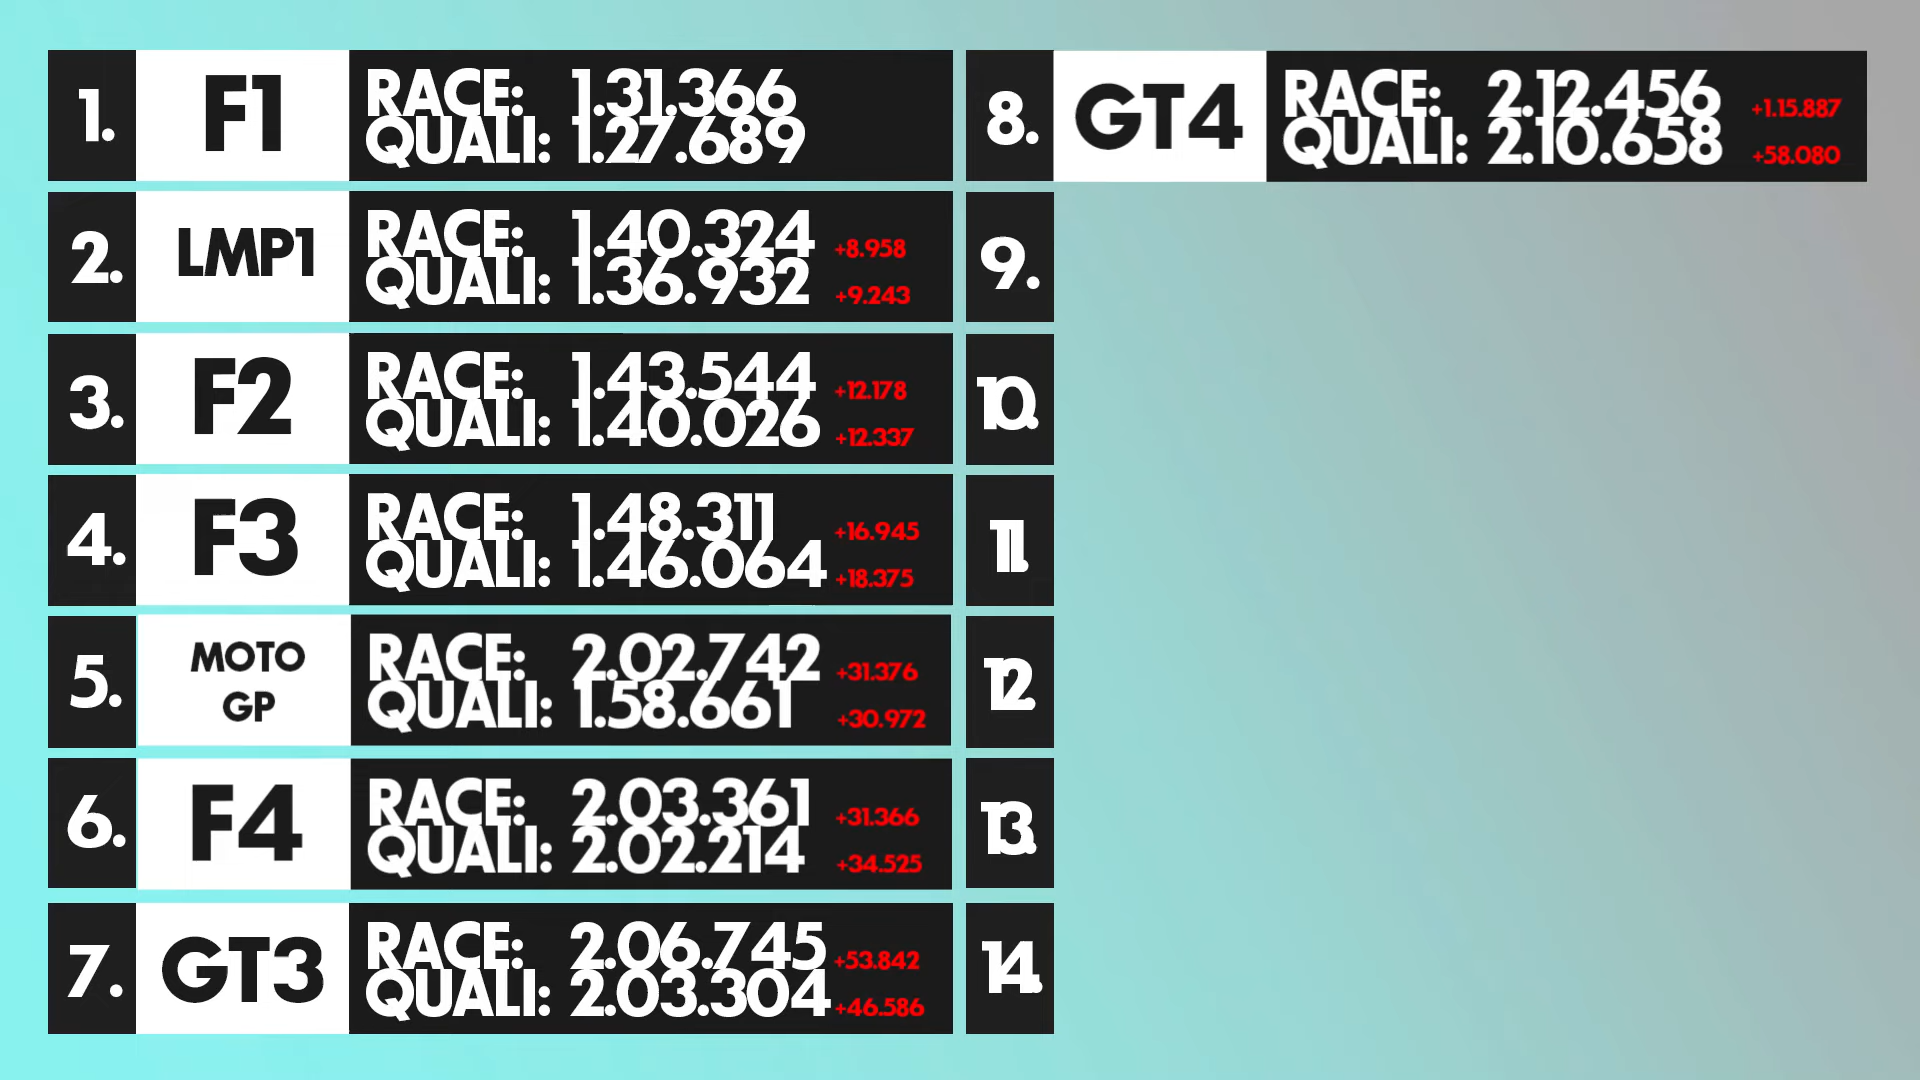 1. F1 RACE: 1.31.366
QUALI: 1.27.689
2. LMP1 RACE: 1.40.324 +8.958
QUALI: 1.36.932 +9.243
3. F2 RACE: 1.43.544 +12.178
QUALI: 1.40.026 +12.337
4. F3 RACE: 1.48.311 +16.945
QUALI: 1.46.064 +18.375
5. MOTO GP RACE: 2.02.742 +31.376
QUALI: 1.58.661 +30.972
6. F4 RACE: 2.03.361 +31.366
QUALI: 2.02.214 +34.525
7. GT3 RACE: 2.06.745 +53.842
QUALI: 2.03.304 +46.586
8. GT4 RACE: 2.12.456 +1.15.887
QUALI: 2.10.658 +58.080
9.
10.
11.
12.
13.
14.